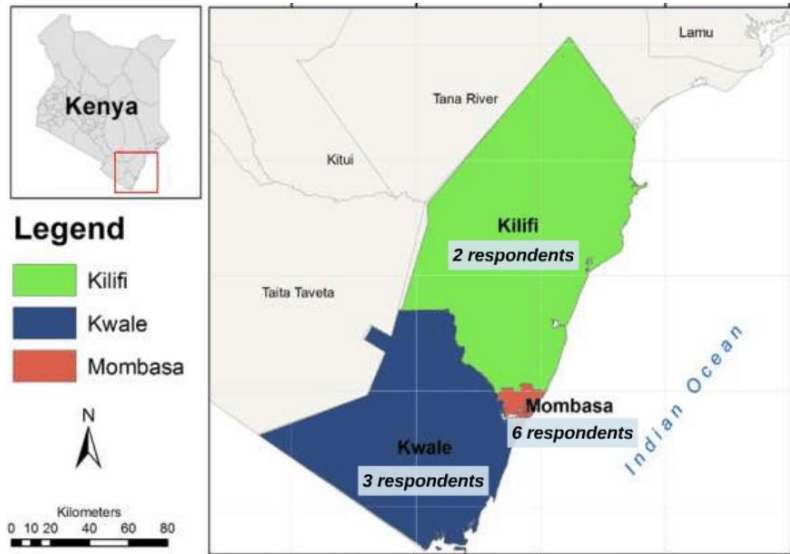 Kenya
Legend
Kilifi
Kwale
Mombasa
N
Kilometers
0 10 20 40 60 80
Lamu
Tana River
Kitui
Kilifi
2 respondents
Taita Taveta
Mombasa
6 respondents
Kwale
3 respondents
Indian Ocean